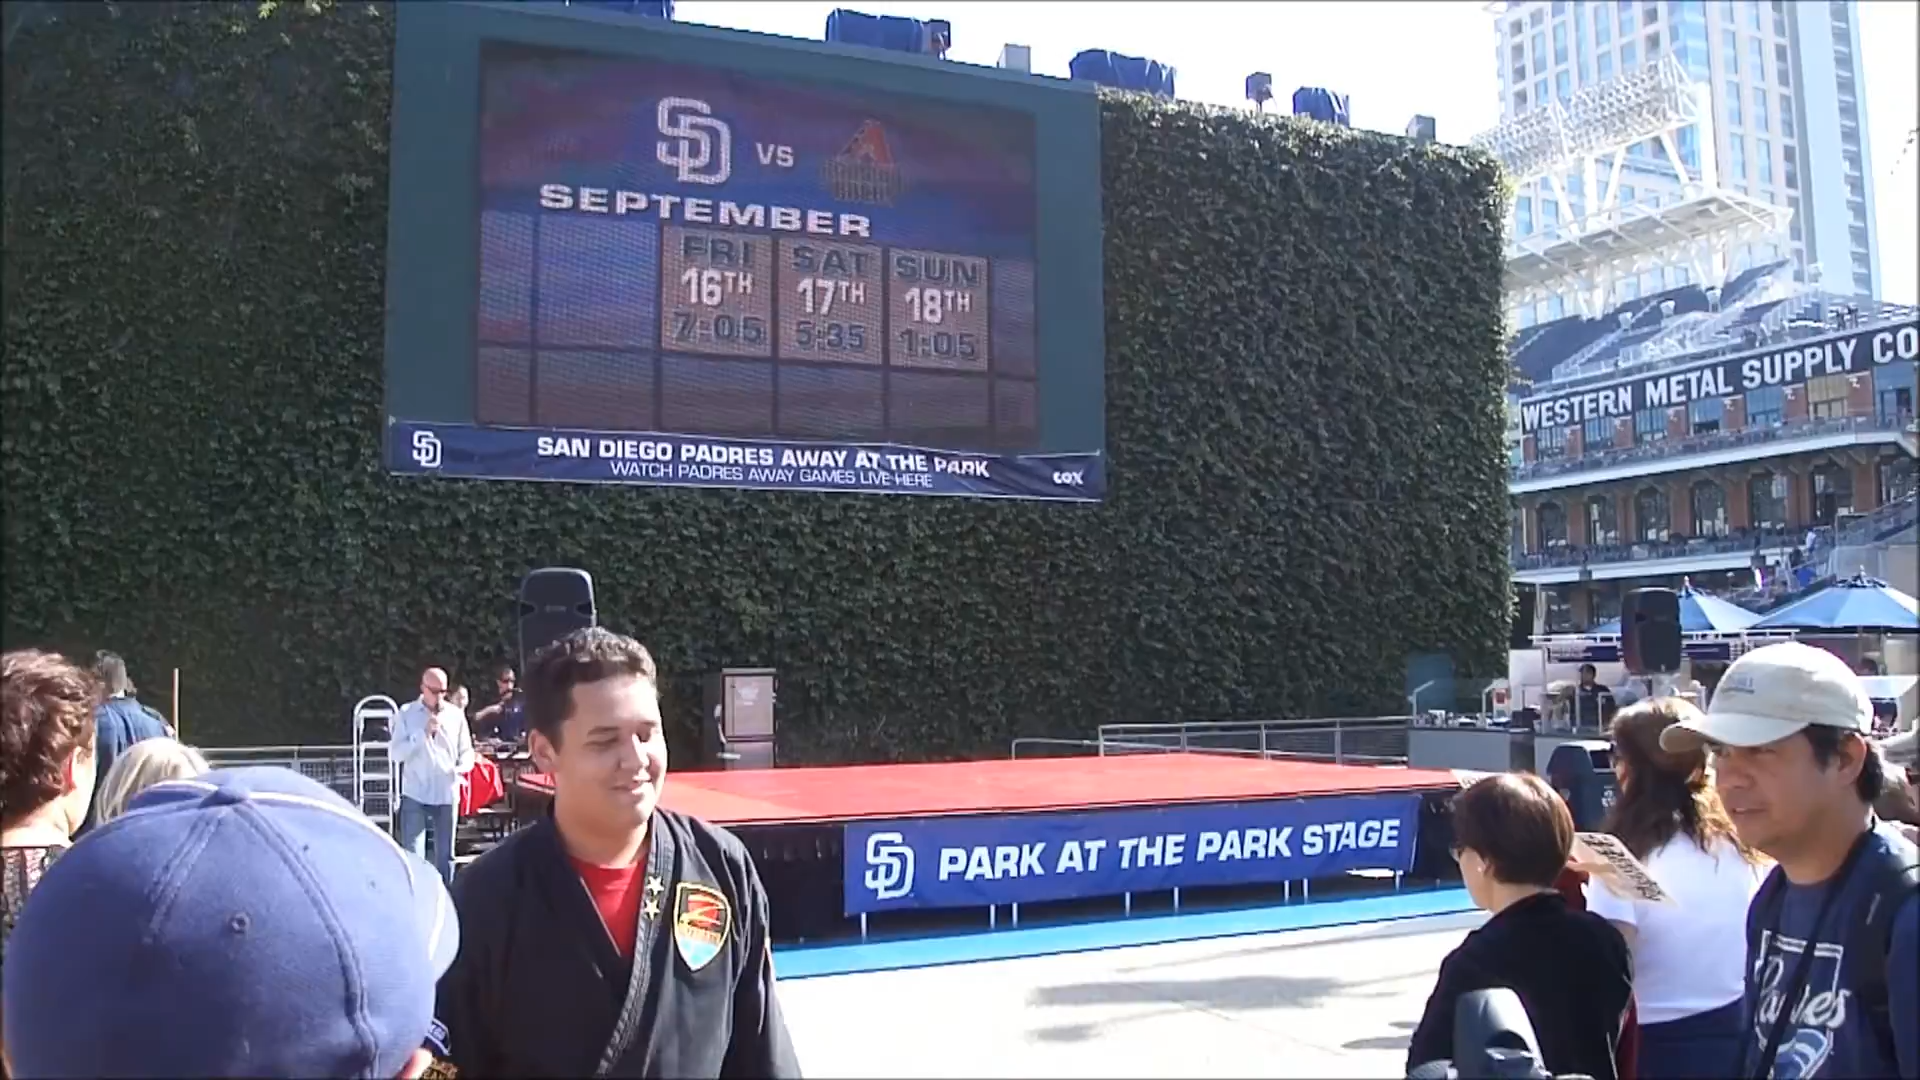 SD VS
SEPTEMBER
FRI SAT SUN
16TH 17TH 18TH
7:05 5:35 1:05
SD SAN DIEGO PADRES AWAY AT THE PARK
WATCH PADRES AWAY GAMES LIVE HERE COX
WESTERN METAL SUPPLY CO
SD PARK AT THE PARK STAGE
Padres